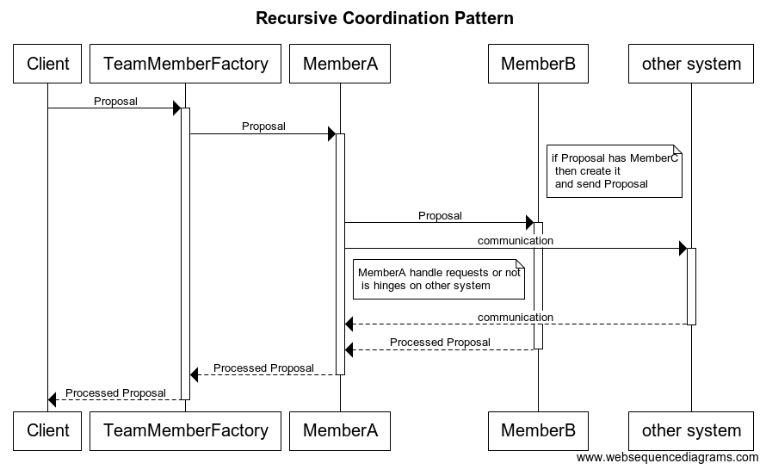 Recursive Coordination Pattern
Client
TeamMemberFactory
MemberA
MemberB
other system
Proposal
Proposal
if Proposal has MemberC
then create it
and send Proposal
Proposal
communication
MemberA handle requests or not
is hinges on other system
communication
Processed Proposal
Processed Proposal
Processed Proposal
Client
TeamMemberFactory
MemberA
MemberB
other system
www.websequencediagrams.com